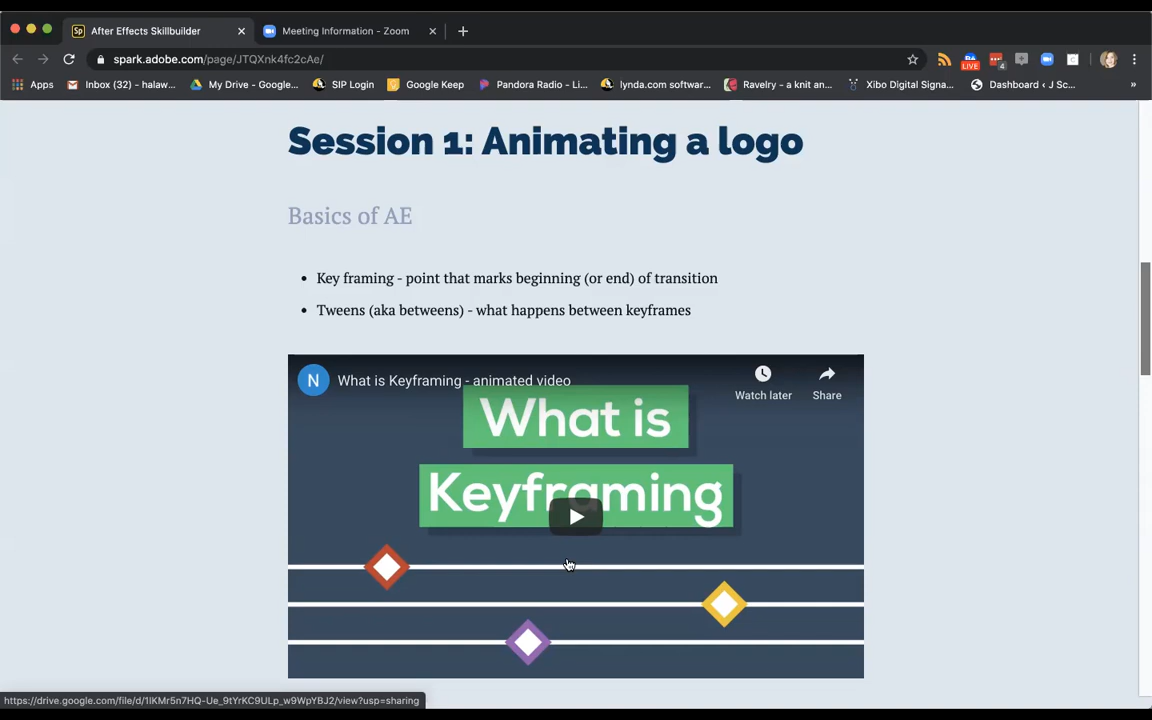 After Effects Skillbuilder
Meeting Information - Zoom
spark.adobe.com/page/JTQXnk4fc2cAe/
LIVE
4
Apps
Inbox (32) - halaw...
My Drive - Google...
SIP Login
Google Keep
Pandora Radio - Li...
lynda.com softwar...
Ravelry - a knit an...
Xibo Digital Signa...
Dashboard ‹ J Sc...
»
Session 1: Animating a logo
Basics of AE
• Key framing - point that marks beginning (or end) of transition
• Tweens (aka betweens) - what happens between keyframes
N
What is Keyframing - animated video
Watch later
Share
What is
Keyframing
https://drive.google.com/file/d/1IKMr5n7HQ-Ue_9tYrKC9ULp_w9WpYBJ2/view?usp=sharing